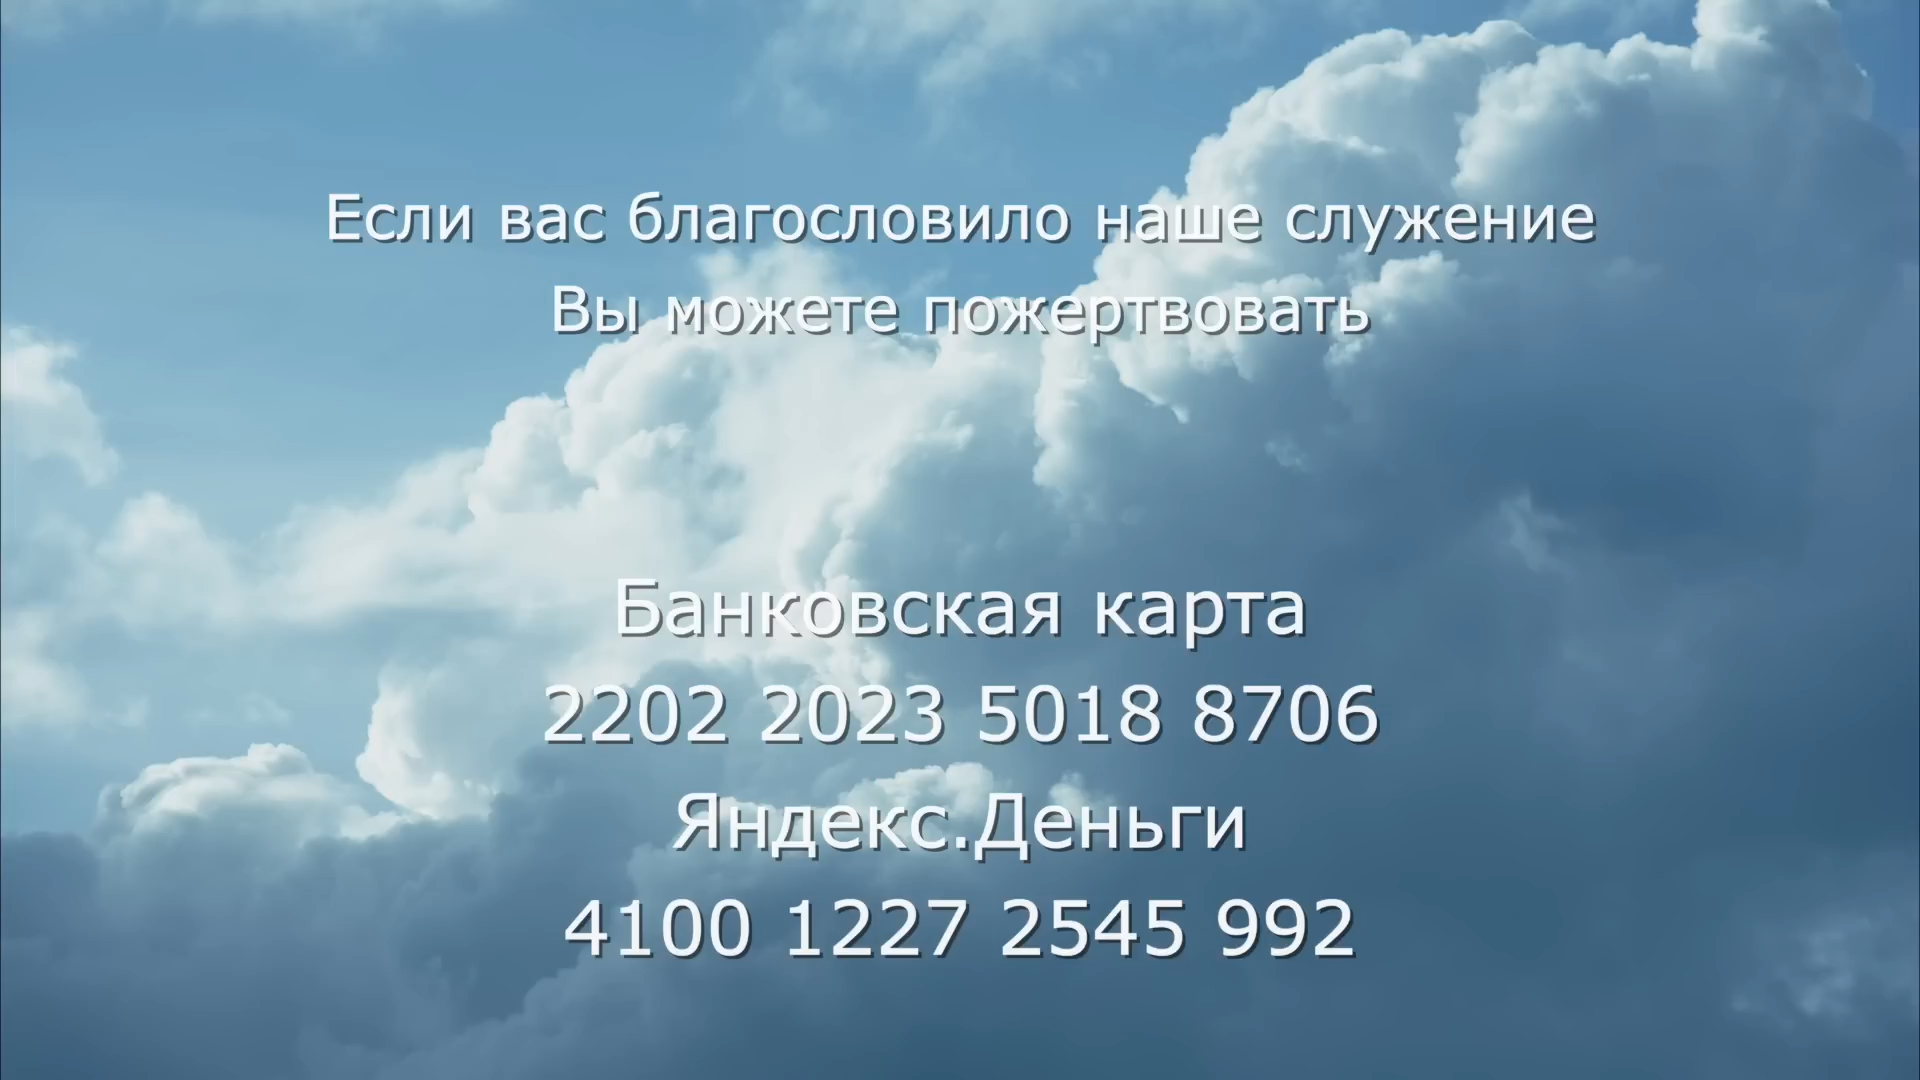 Если вас благословило наше служение
Вы можете пожертвовать
Банковская карта
2202 2023 5018 8706
Яндекс.Деньги
4100 1227 2545 992